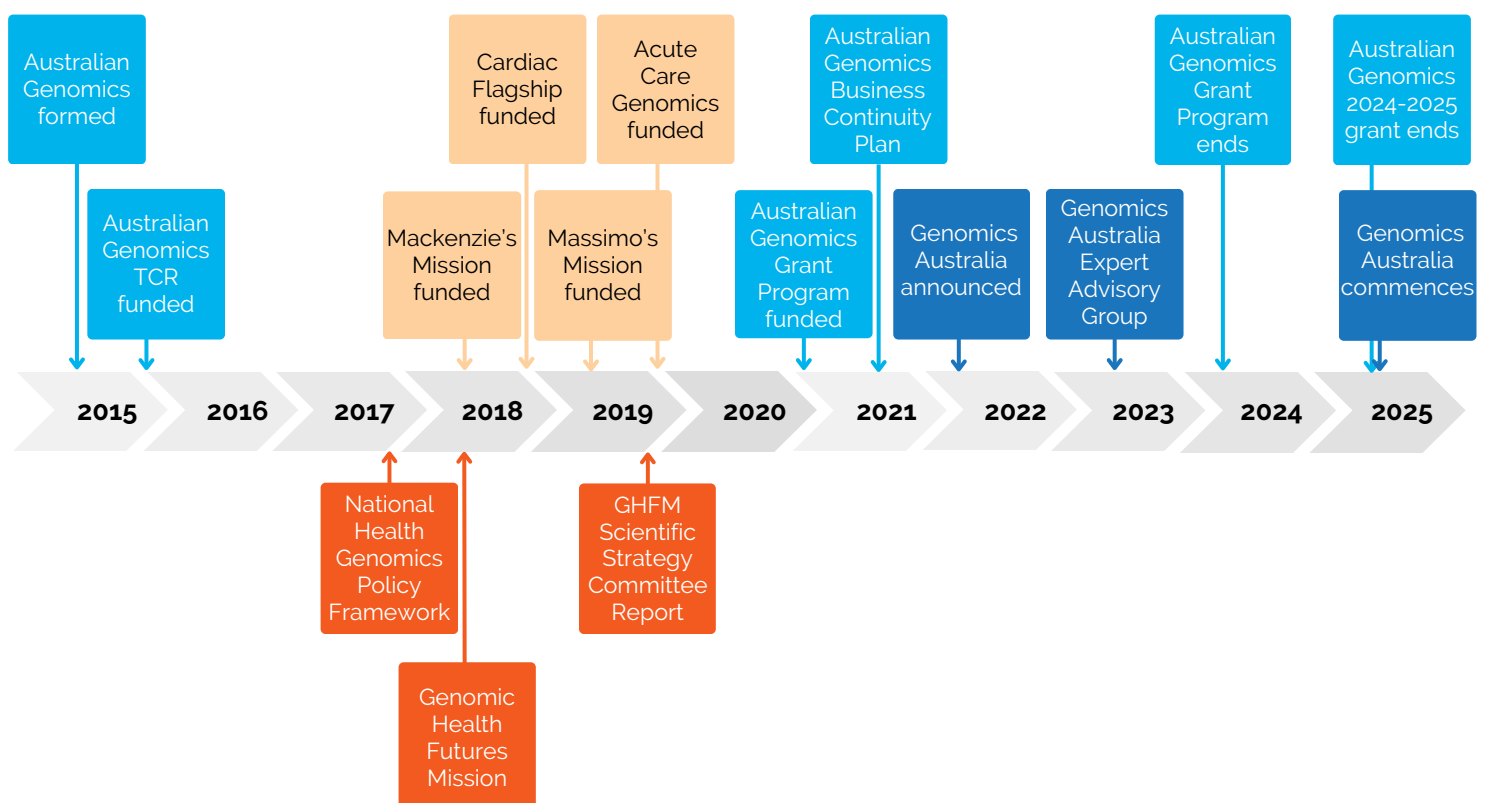 Australian
Genomics
formed
Australian
Genomics
TCR
funded
Cardiac
Flagship
funded
Acute
Care
Genomics
funded
Mackenzie's
Mission
funded
Massimo's
Mission
funded
Australian
Genomics
Business
Continuity
Plan
Australian
Genomics
Grant
Program
funded
Genomics
Australia
announced
Genomics
Australia
Expert
Advisory
Group
Australian
Genomics
Grant
Program
ends
Australian
Genomics
2024-2025
grant ends
Genomics
Australia
commences
2015
2016
2017
2018
2019
2020
2021
2022
2023
2024
2025
National
Health
Genomics
Policy
Framework
GHFM
Scientific
Strategy
Committee
Report
Genomic
Health
Futures
Mission